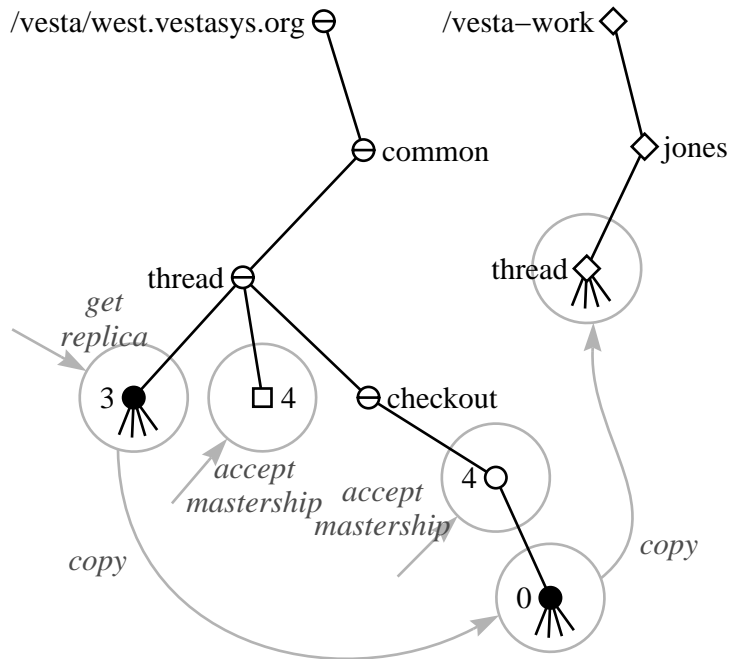 /vesta/west.vestasys.org
/vesta−work
common
jones
thread
thread
get
replica
3
4
checkout
accept
mastership
4
accept
mastership
copy
copy
0